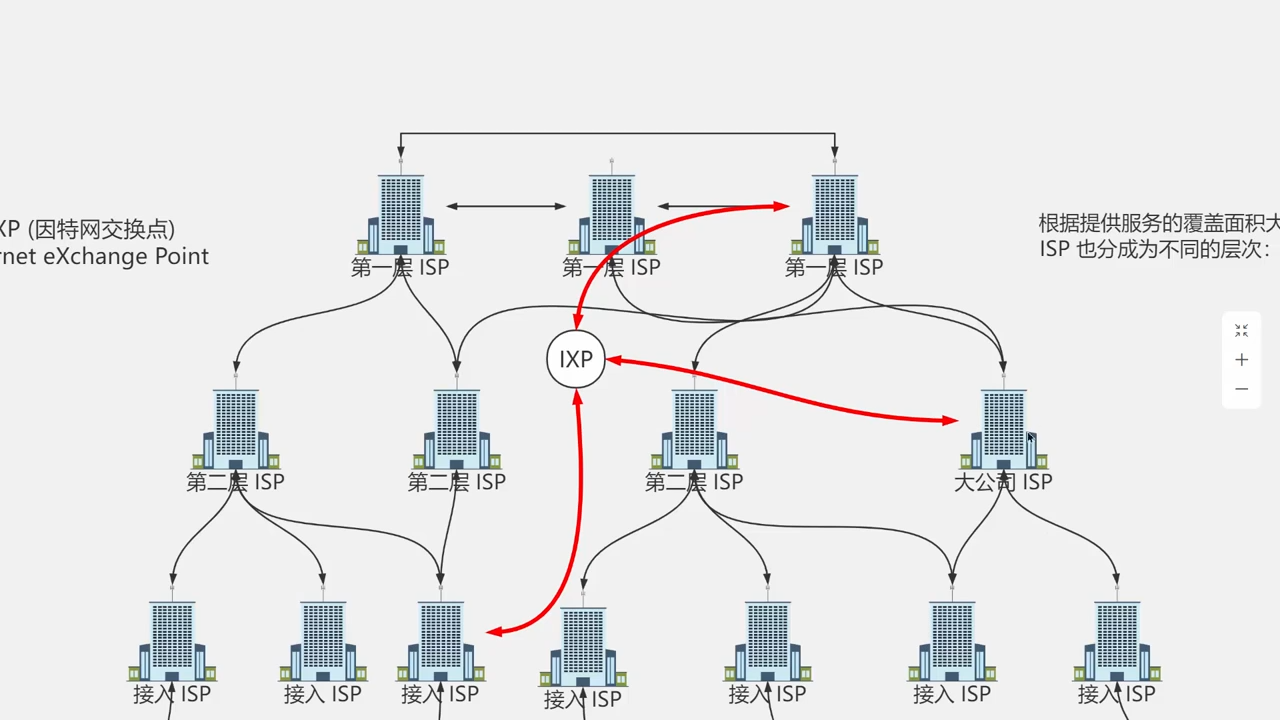 XP (因特网交换点)
rnet eXchange Point
根据提供服务的覆盖面积大
ISP 也分成为不同的层次：
第一层 ISP
第一层 ISP
第一层 ISP
IXP
第二层 ISP
第二层 ISP
第二层 ISP
大公司 ISP
接入 ISP
接入 ISP
接入 ISP
接入 ISP
接入 ISP
接入 ISP
接入 ISP